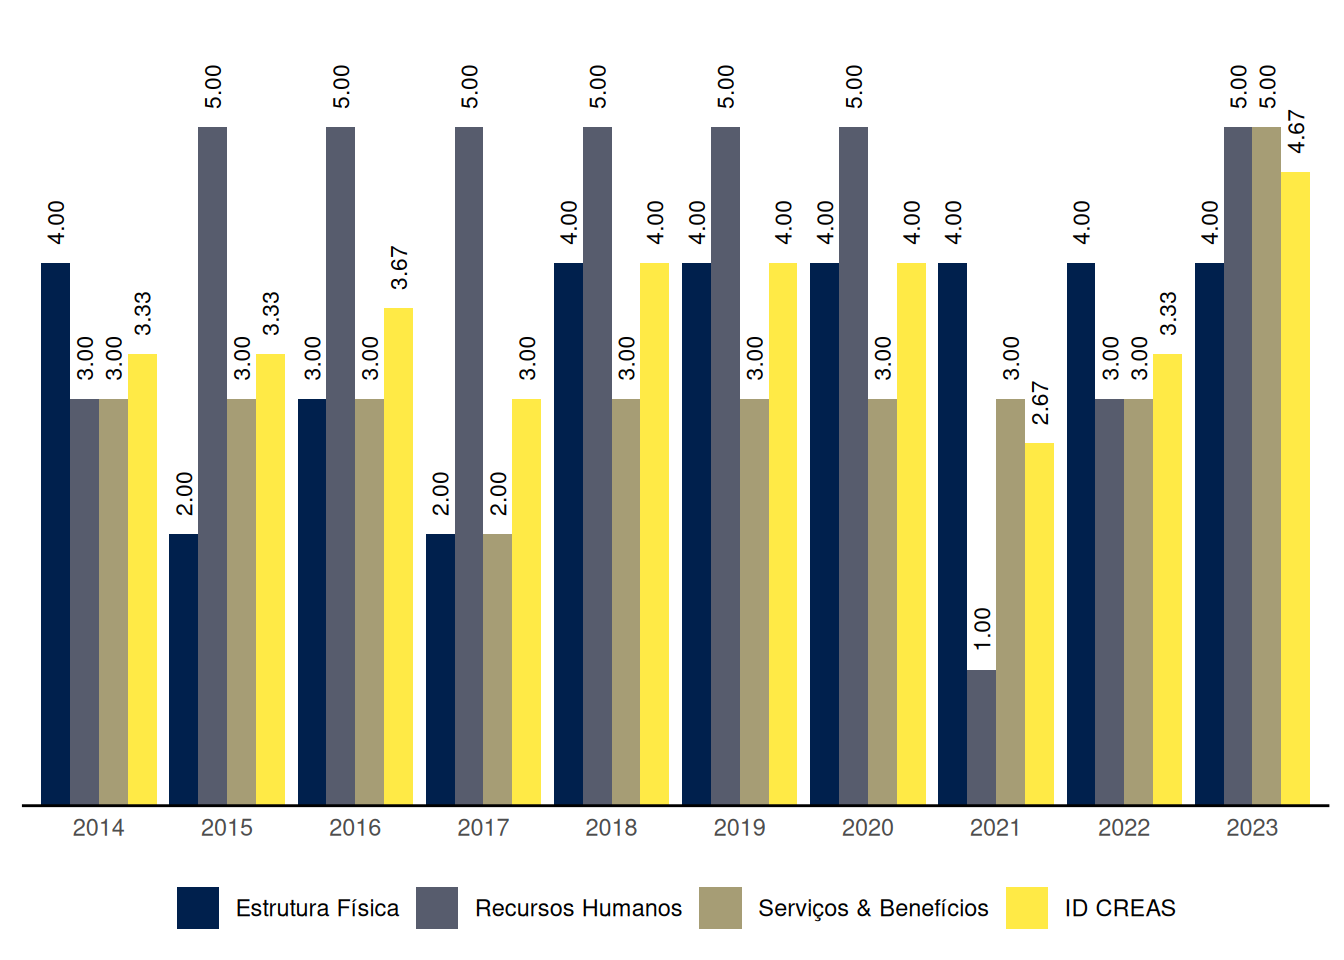 4.00 3.00 3.00 3.33
2.00 5.00 3.00 3.33
3.00 5.00 3.00 3.67
2.00 5.00 2.00 3.00
4.00 5.00 3.00 4.00
4.00 5.00 3.00 4.00
4.00 5.00 3.00 4.00
4.00 1.00 3.00 2.67
4.00 3.00 3.00 3.33
4.00 5.00 5.00 4.67
2014 2015 2016 2017 2018 2019 2020 2021 2022 2023
Estrutura Física Recursos Humanos Serviços & Benefícios ID CREAS